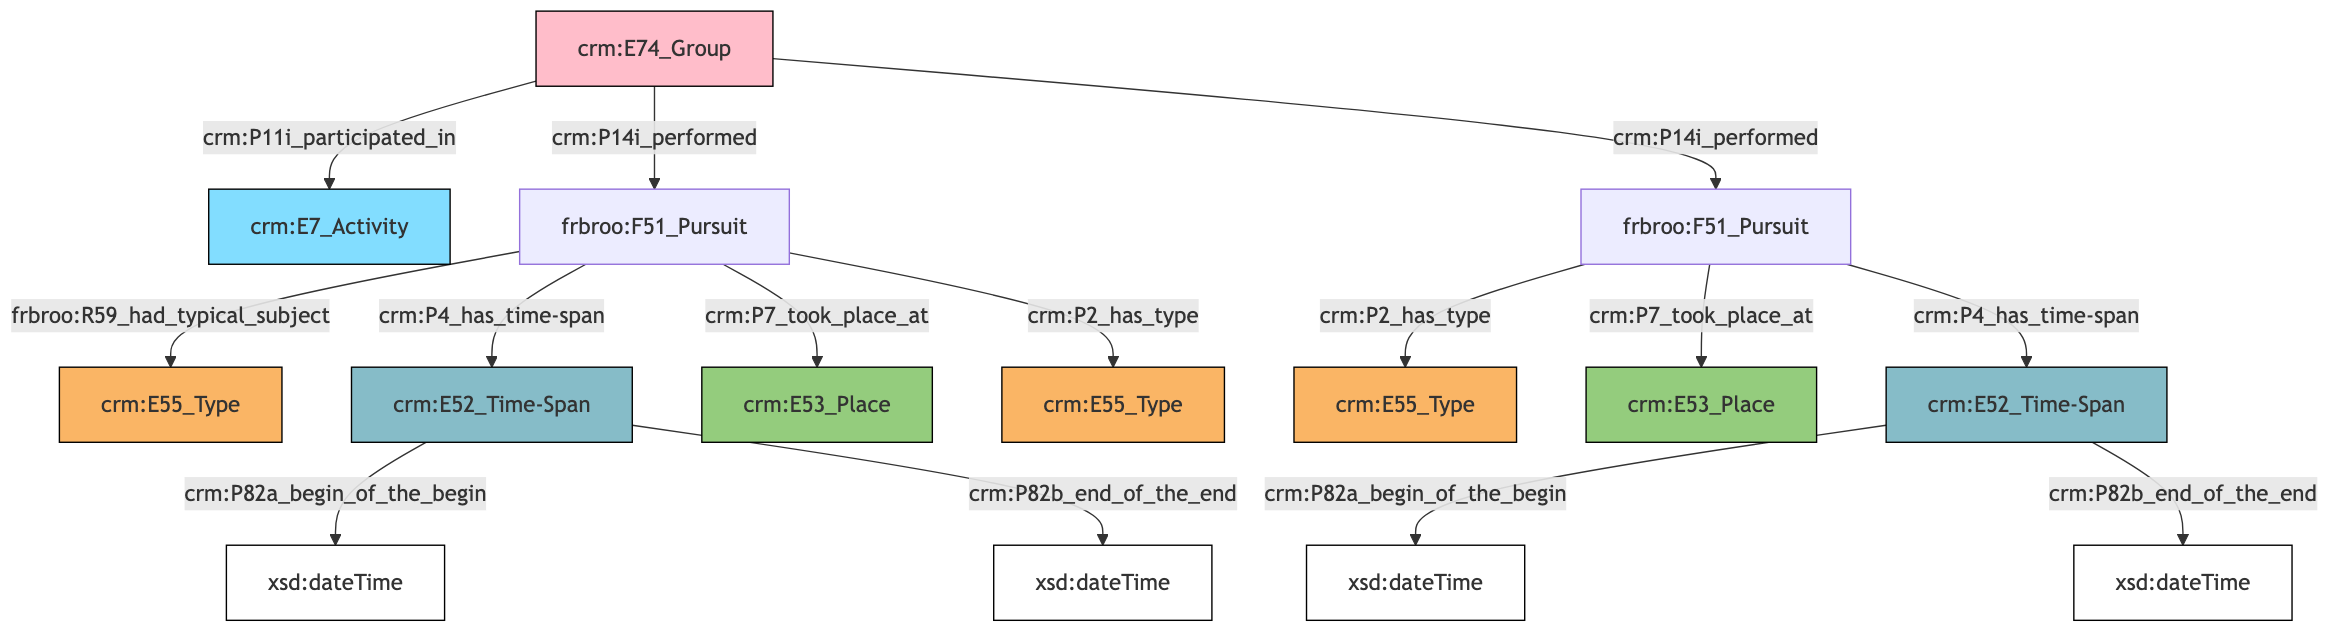 crm:E74_Group
crm:P11i_participated_in
crm:P14i_performed
crm:P14i_performed
crm:E7_Activity
frbroo:F51_Pursuit
frbroo:F51_Pursuit
frbroo:R59_had_typical_subject
crm:P4_has_time-span
crm:P7_took_place_at
crm:P2_has_type
crm:P2_has_type
crm:P7_took_place_at
crm:P4_has_time-span
crm:E55_Type
crm:E52_Time-Span
crm:E53_Place
crm:E55_Type
crm:E55_Type
crm:E53_Place
crm:E52_Time-Span
crm:P82a_begin_of_the_begin
crm:P82b_end_of_the_end
crm:P82a_begin_of_the_begin
crm:P82b_end_of_the_end
xsd:dateTime
xsd:dateTime
xsd:dateTime
xsd:dateTime